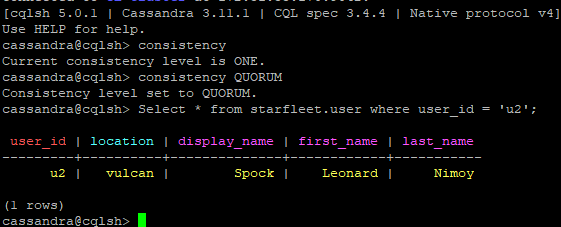 [cqlsh 5.0.1 | Cassandra 3.11.1 | CQL spec 3.4.4 | Native protocol v4]
Use HELP for help.
cassandra@cqlsh> consistency
Current consistency level is ONE.
cassandra@cqlsh> consistency QUORUM
Consistency level set to QUORUM.
cassandra@cqlsh> Select * from starfleet.user where user_id = 'u2';
user_id | location | display_name | first_name | last_name
---------+----------+--------------+------------+-----------
u2 | vulcan | Spock | Leonard | Nimoy
(1 rows)
cassandra@cqlsh>